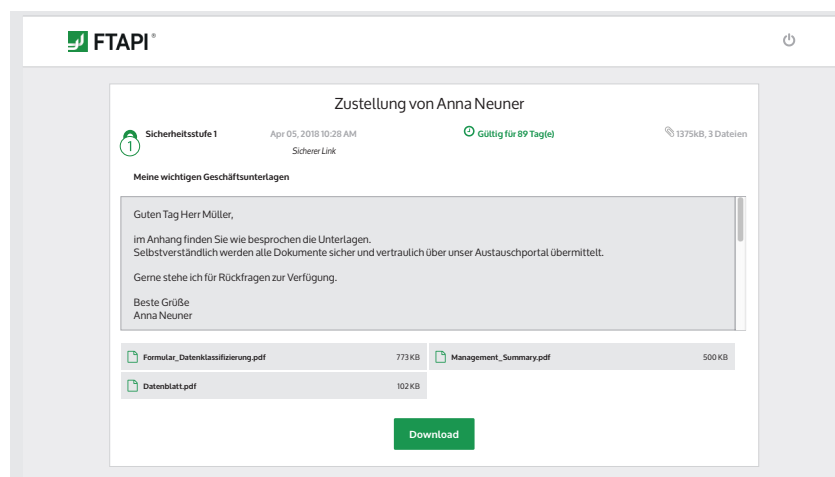 FTAPI®
Zustellung von Anna Neuner
1 Sicherheitsstufe 1 Apr 05, 2018 10:28 AM Gültig für 89 Tag(e) 1375kB, 3 Dateien
Sicherer Link
Meine wichtigen Geschäftsunterlagen
Guten Tag Herr Müller,
im Anhang finden Sie wie besprochen die Unterlagen.
Selbstverständlich werden alle Dokumente sicher und vertraulich über unser Austauschportal übermittelt.
Gerne stehe ich für Rückfragen zur Verfügung.
Beste Grüße
Anna Neuner
Formular_Datenklassifizierung.pdf 773 KB Management_Summary.pdf 500 KB
Datenblatt.pdf 102 KB
Download